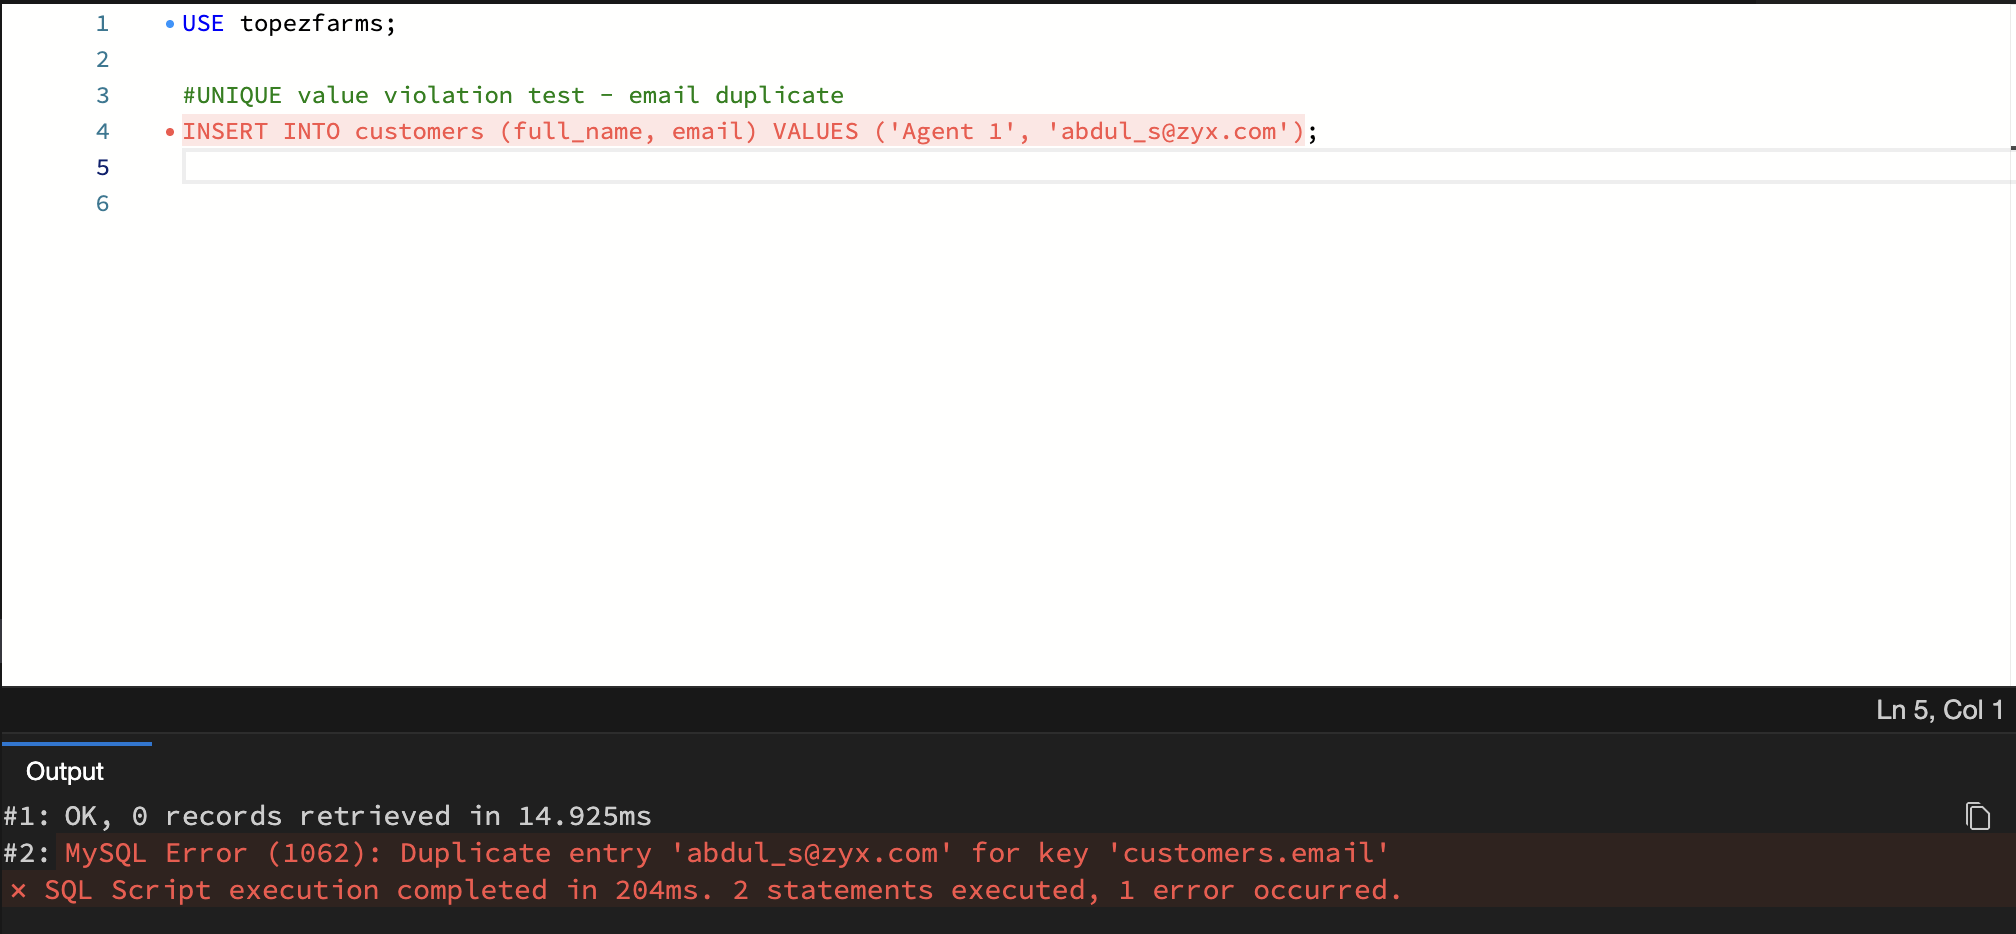 1 USE topezfarms;
2
3 #UNIQUE value violation test - email duplicate
4 INSERT INTO customers (full_name, email) VALUES ('Agent 1', 'abdul_s@zyx.com');
5
6
Ln 5, Col 1
Output
#1: OK, 0 records retrieved in 14.925ms
#2: MySQL Error (1062): Duplicate entry 'abdul_s@zyx.com' for key 'customers.email'
× SQL Script execution completed in 204ms. 2 statements executed, 1 error occurred.